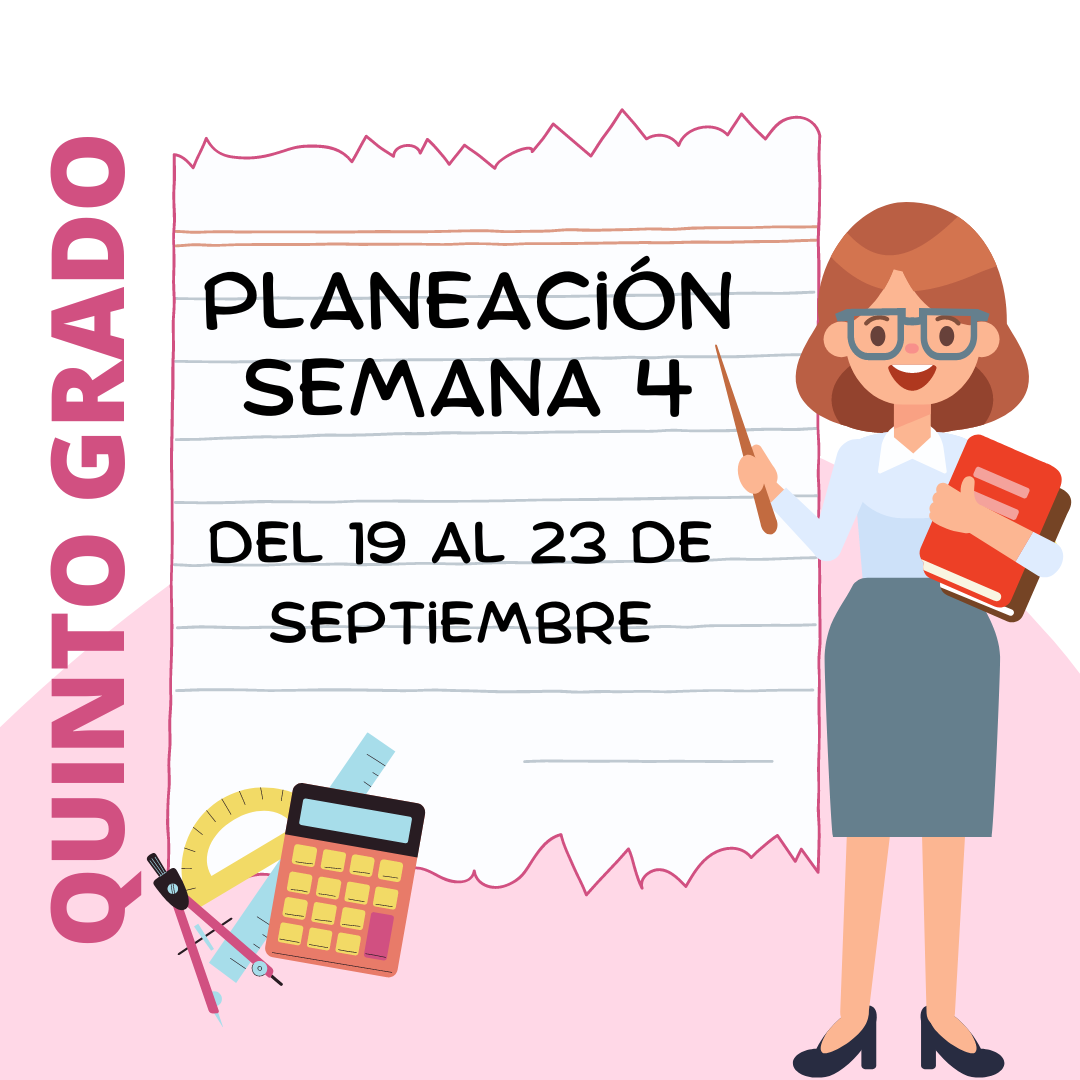 QUINTO GRADO
PLANEACIÓN
SEMANA 4
DEL 19 AL 23 DE
SEPTIEMBRE